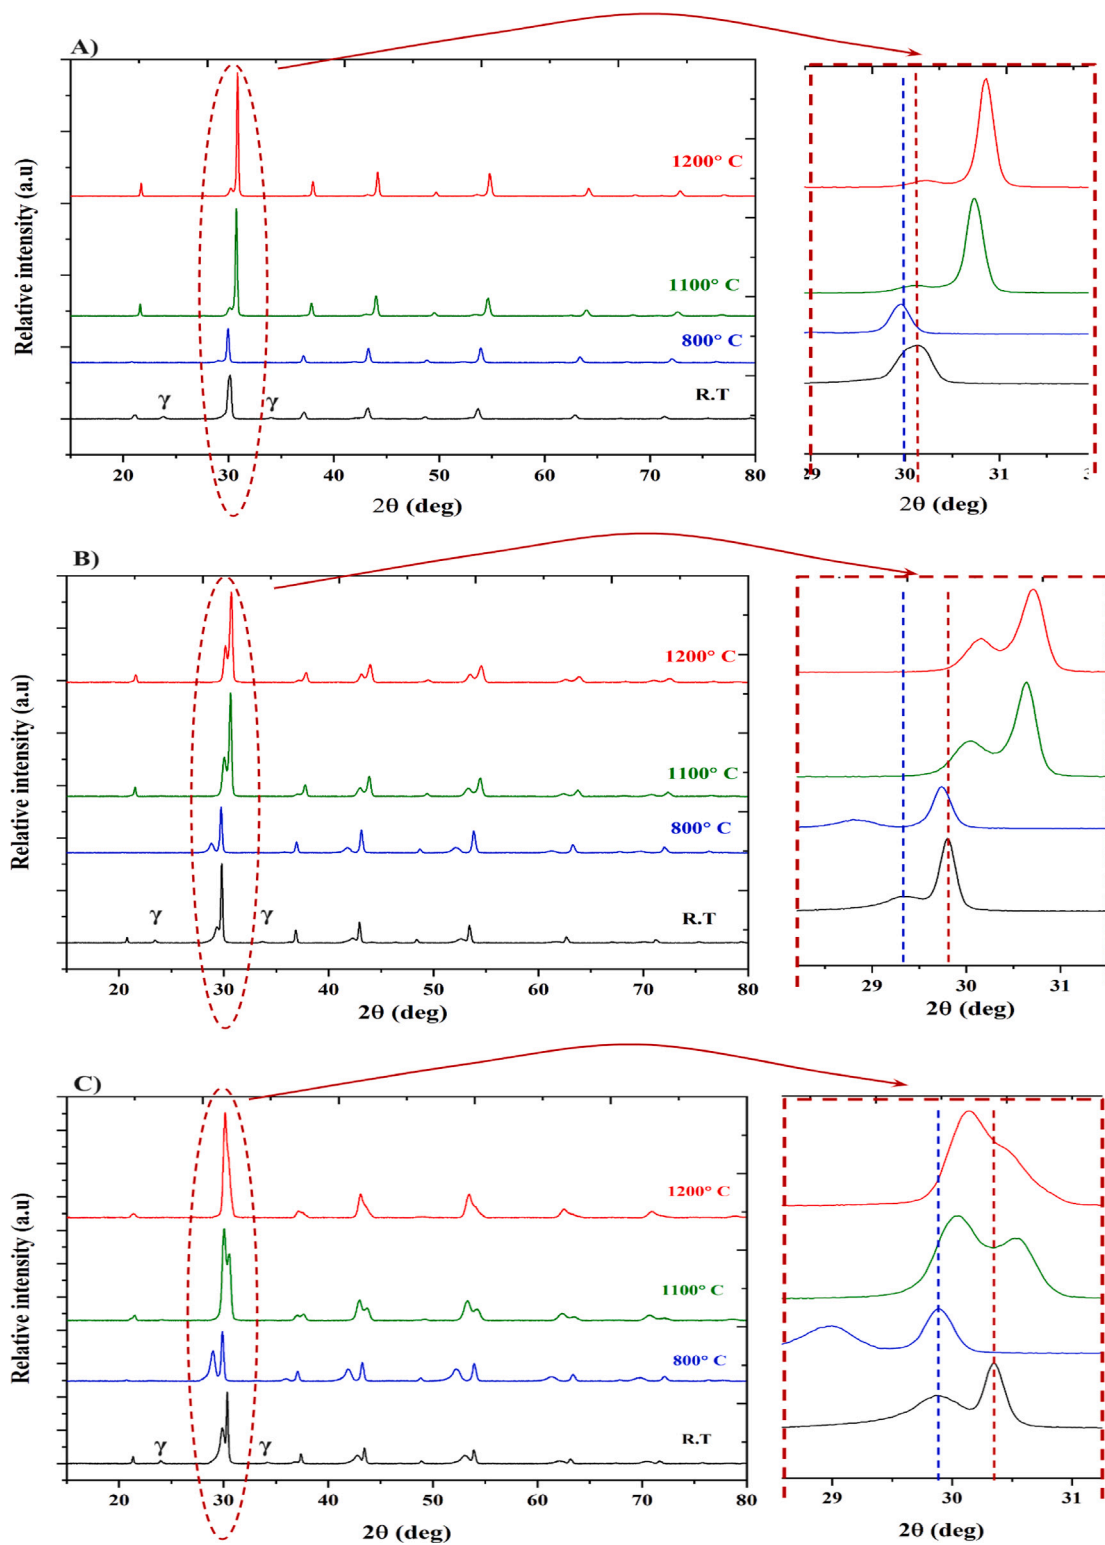 A)
Relative intensity (a.u)
1200° C
1100° C
800° C
R.T
γ γ
20 30 40 50 60 70 80
2θ (deg)
29 30 31
2θ (deg)
B)
Relative intensity (a.u)
1200° C
1100° C
800° C
R.T
γ γ
20 30 40 50 60 70 80
2θ (deg)
29 30 31
2θ (deg)
C)
Relative intensity (a.u)
1200° C
1100° C
800° C
R.T
γ γ
20 30 40 50 60 70 80
2θ (deg)
29 30 31
2θ (deg)